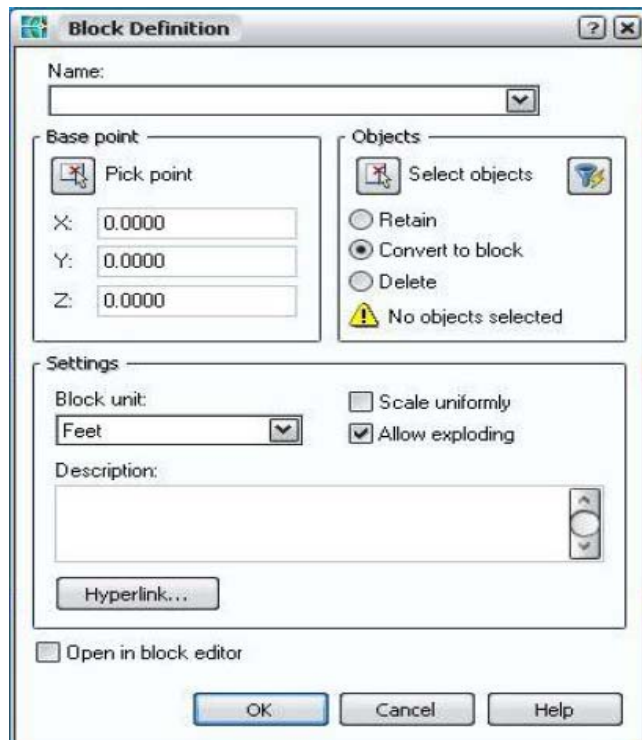 Block Definition
Name:
Base point
Pick point
X: 0.0000
Y: 0.0000
Z: 0.0000
Objects
Select objects
Retain
Convert to block
Delete
No objects selected
Settings
Block unit:
Feet
Scale uniformly
Allow exploding
Description:
Hyperlink...
Open in block editor
OK Cancel Help